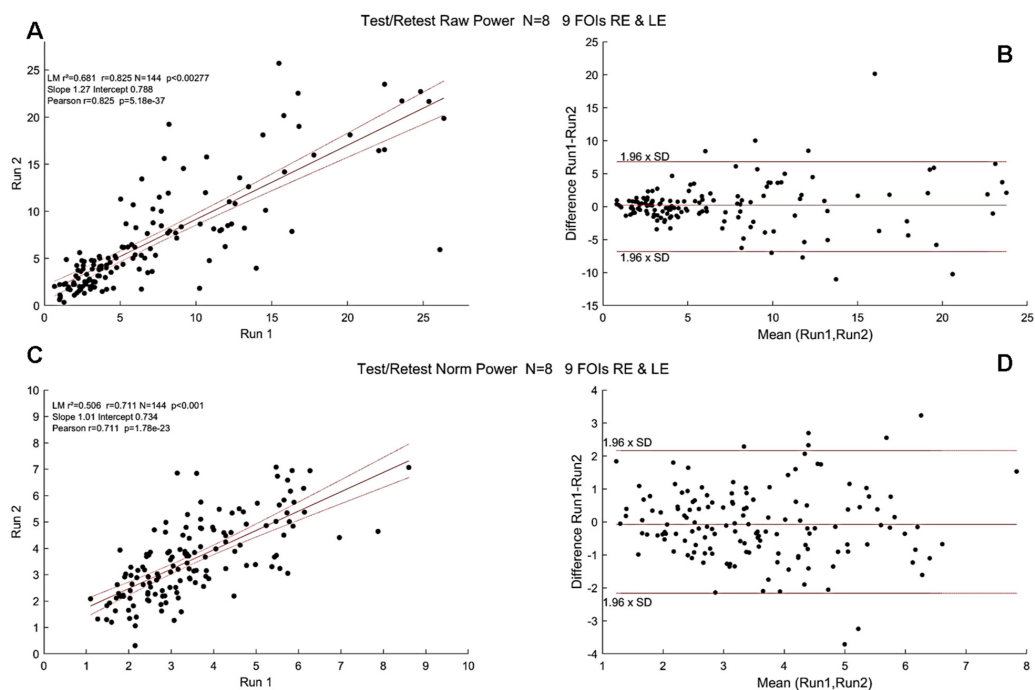 Test/Retest Raw Power N=8 9 FOIs RE & LE
A
LM r²=0.681 r=0.825 N=144 p<0.00277
Slope 1.27 Intercept 0.788
Pearson r=0.825 p=5.18e-37
25
20
15
10
5
0
Run 2
0
5
10
15
20
25
Run 1
B
25
20
15
10
5
0
-5
-10
-15
Difference Run1-Run2
1.96 x SD
1.96 x SD
0
5
10
15
20
25
Mean (Run1,Run2)
Test/Retest Norm Power N=8 9 FOIs RE & LE
C
LM r²=0.506 r=0.711 N=144 p<0.001
Slope 1.01 Intercept 0.734
Pearson r=0.711 p=1.78e-23
10
9
8
7
6
5
4
3
2
1
0
Run 2
0
1
2
3
4
5
6
7
8
9
10
Run 1
D
4
3
2
1
0
-1
-2
-3
-4
Difference Run1-Run2
1.96 x SD
1.96 x SD
1
2
3
4
5
6
7
8
Mean (Run1,Run2)